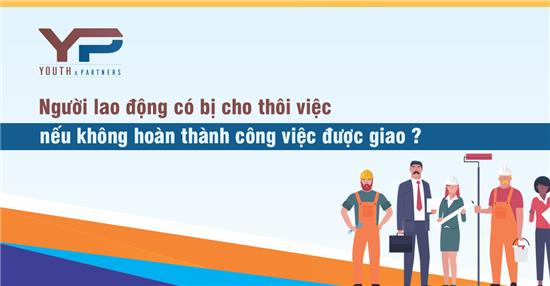 YP
YOUTH & PARTNERS
Người lao động có bị cho thôi việc
nếu không hoàn thành công việc được giao ?